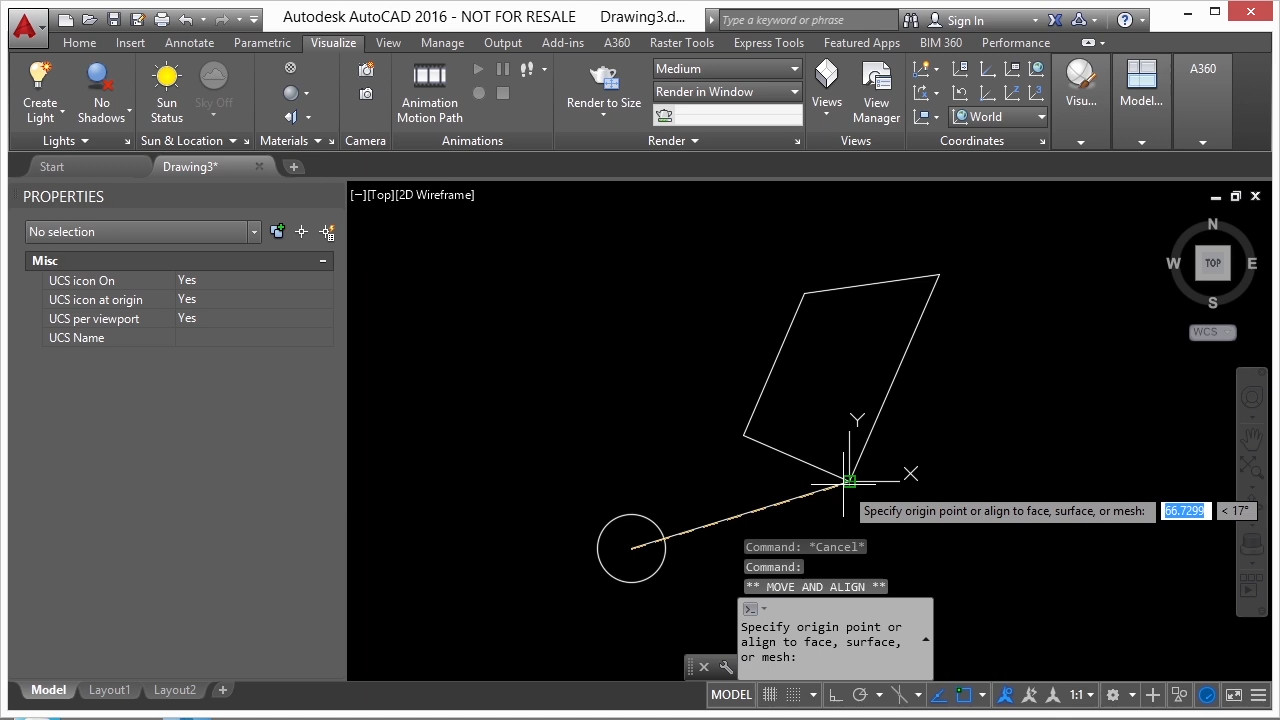 Autodesk AutoCAD 2016 - NOT FOR RESALE Drawing3.d...
Type a keyword or phrase
Sign In
Home Insert Annotate Parametric Visualize View Manage Output Add-ins A360 Raster Tools Express Tools Featured Apps BIM 360 Performance
Create Light
No Shadows
Sun Status
Sky Off
Animation Motion Path
Render to Size
Medium
Render in Window
Views
View Manager
World
Visu...
Model...
A360
Lights
Sun & Location
Materials
Camera
Animations
Render
Views
Coordinates
Start
Drawing3*
PROPERTIES
[−][Top][2D Wireframe]
No selection
Misc
UCS icon On Yes
UCS icon at origin Yes
UCS per viewport Yes
UCS Name
N
W TOP E
S
WCS
Y
X
Specify origin point or align to face, surface, or mesh: 66.7299 < 17°
Command: *Cancel*
Command:
** MOVE AND ALIGN **
Specify origin point or
align to face, surface,
or mesh:
Model Layout1 Layout2
MODEL
1:1